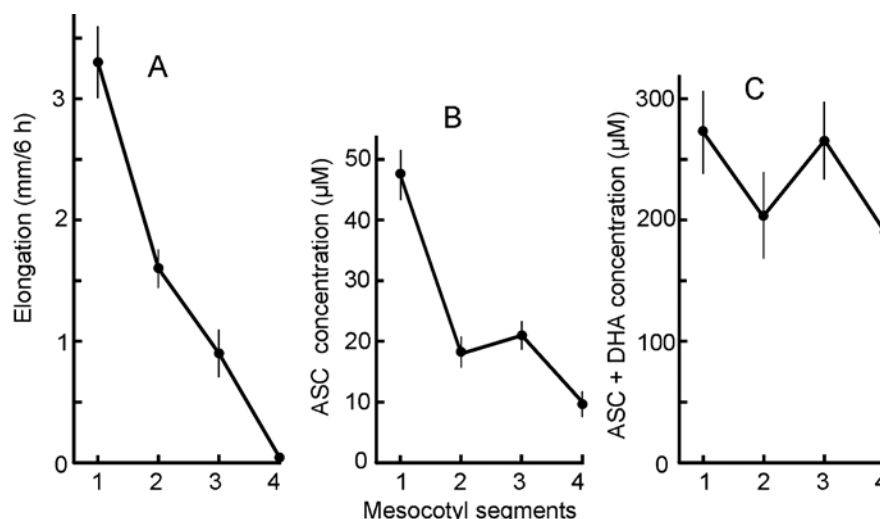 A
Elongation (mm/6 h)
3
2
1
0
1 2 3 4
B
ASC concentration (µM)
50
40
30
20
10
0
1 2 3 4
Mesocotyl segments
C
ASC + DHA concentration (µM)
300
200
100
0
1 2 3 4